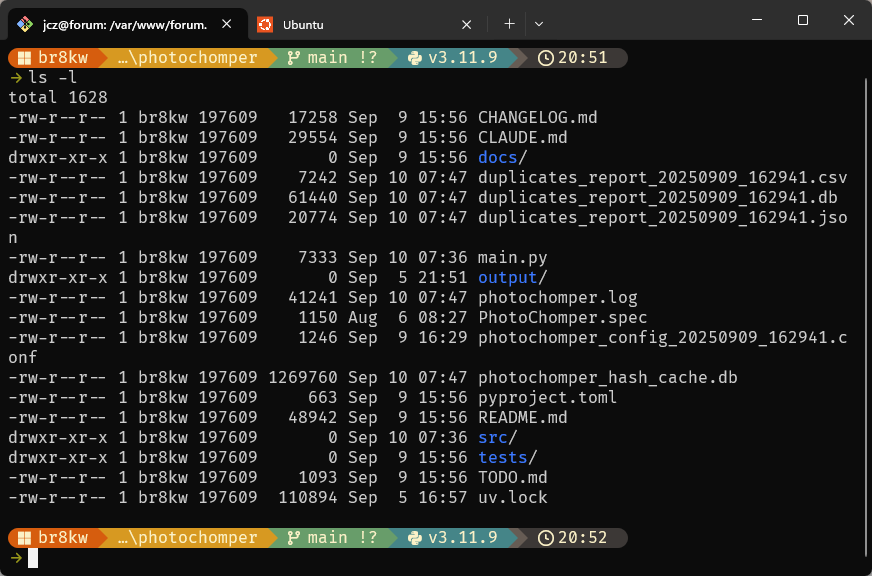 jcz@forum: /var/www/forum. Ubuntu
br8kw …\photochomper main !? v3.11.9 20:51
ls -l
total 1628
-rw-r--r-- 1 br8kw 197609   17258 Sep  9 15:56 CHANGELOG.md
-rw-r--r-- 1 br8kw 197609   29554 Sep  9 15:56 CLAUDE.md
drwxr-xr-x 1 br8kw 197609       0 Sep  9 15:56 docs/
-rw-r--r-- 1 br8kw 197609    7242 Sep 10 07:47 duplicates_report_20250909_162941.csv
-rw-r--r-- 1 br8kw 197609   61440 Sep 10 07:47 duplicates_report_20250909_162941.db
-rw-r--r-- 1 br8kw 197609   20774 Sep 10 07:47 duplicates_report_20250909_162941.jso
n
-rw-r--r-- 1 br8kw 197609    7333 Sep 10 07:36 main.py
drwxr-xr-x 1 br8kw 197609       0 Sep  5 21:51 output/
-rw-r--r-- 1 br8kw 197609   41241 Sep 10 07:47 photochomper.log
-rw-r--r-- 1 br8kw 197609    1150 Aug  6 08:27 PhotoChomper.spec
-rw-r--r-- 1 br8kw 197609    1246 Sep  9 16:29 photochomper_config_20250909_162941.c
onf
-rw-r--r-- 1 br8kw 197609 1269760 Sep 10 07:47 photochomper_hash_cache.db
-rw-r--r-- 1 br8kw 197609     663 Sep  9 15:56 pyproject.toml
-rw-r--r-- 1 br8kw 197609   48942 Sep  9 15:56 README.md
drwxr-xr-x 1 br8kw 197609       0 Sep 10 07:36 src/
drwxr-xr-x 1 br8kw 197609       0 Sep  9 15:56 tests/
-rw-r--r-- 1 br8kw 197609    1093 Sep  9 15:56 TODO.md
-rw-r--r-- 1 br8kw 197609  110894 Sep  5 16:57 uv.lock
br8kw …\photochomper main !? v3.11.9 20:52